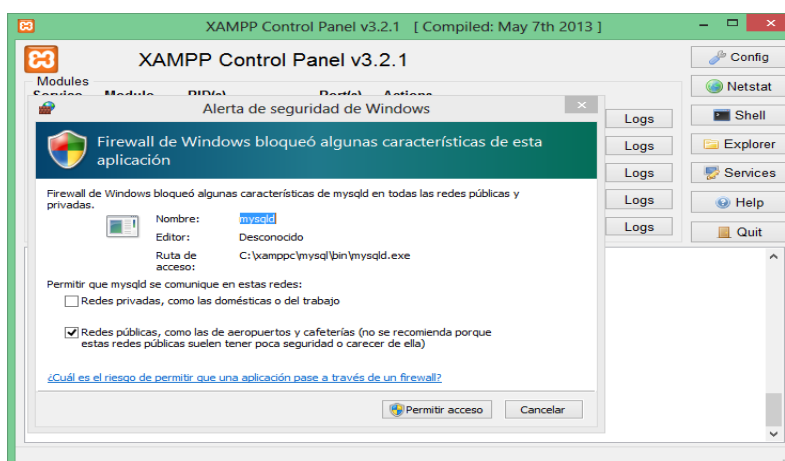 XAMPP Control Panel v3.2.1 [ Compiled: May 7th 2013 ]
XAMPP Control Panel v3.2.1
Modules
Service Module PID(s) Port(s) Actions
Alerta de seguridad de Windows
Firewall de Windows bloqueó algunas características de esta
aplicación
Firewall de Windows bloqueó algunas características de mysqld en todas las redes públicas y
privadas.
Nombre: mysqld
Editor: Desconocido
Ruta de C:\xamppc\mysql\bin\mysqld.exe
acceso:
Permitir que mysqld se comunique en estas redes:
Redes privadas, como las domésticas o del trabajo
Redes públicas, como las de aeropuertos y cafeterías (no se recomienda porque
estas redes públicas suelen tener poca seguridad o carecer de ella)
¿Cuál es el riesgo de permitir que una aplicación pase a través de un firewall?
Permitir acceso Cancelar
Logs
Logs
Logs
Logs
Logs
Config
Netstat
Shell
Explorer
Services
Help
Quit